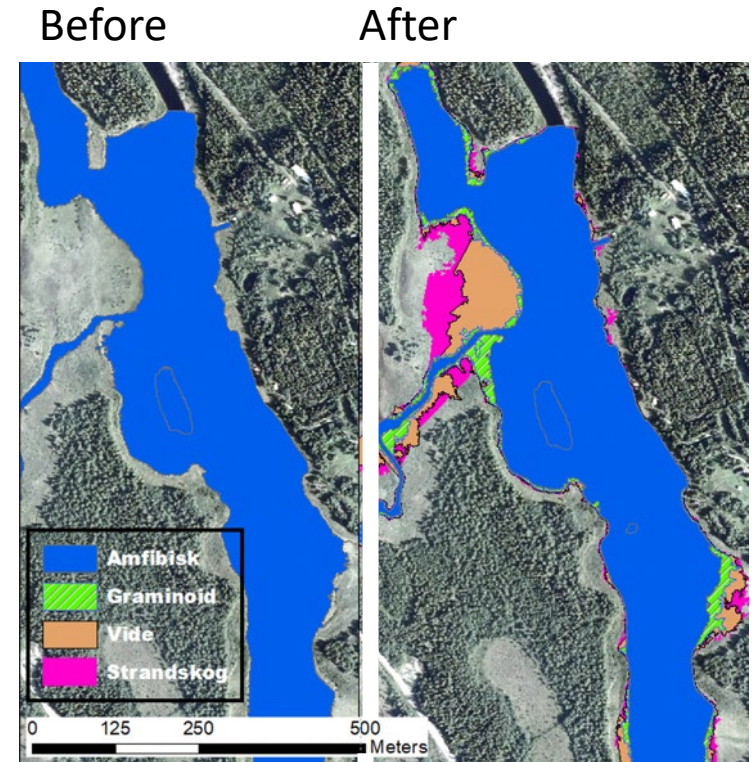 Before After
Amfibisk
Graminoid
Vide
Strandskog
0 125 250 500
Meters